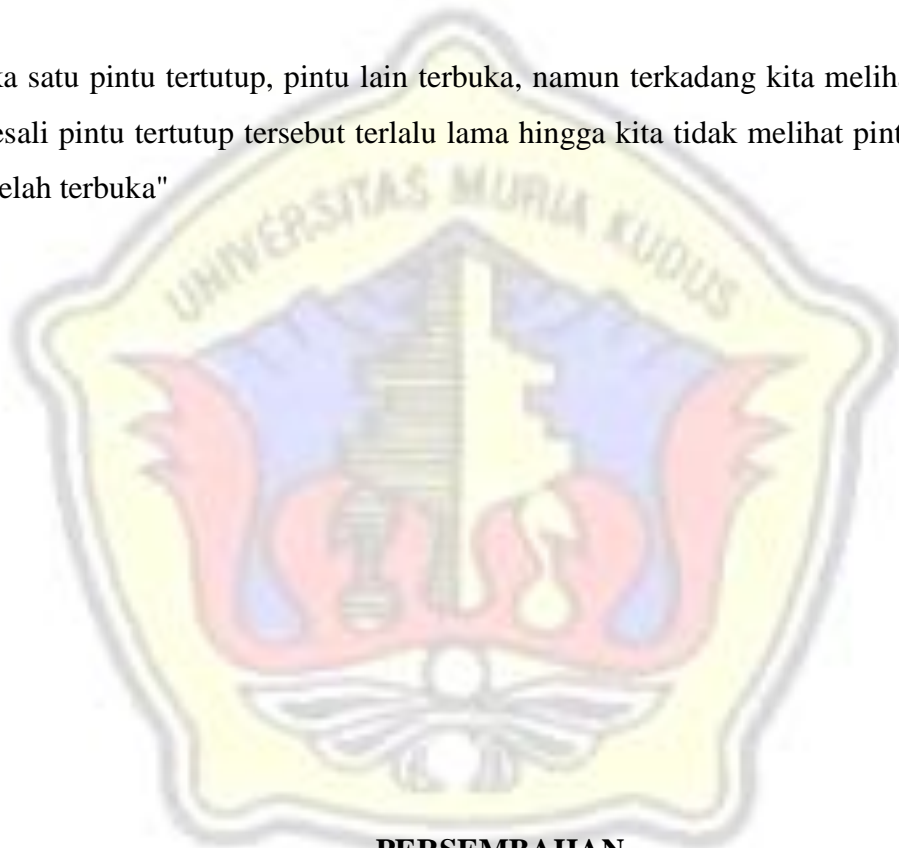 ka satu pintu tertutup, pintu lain terbuka, namun terkadang kita meliha
esali pintu tertutup tersebut terlalu lama hingga kita tidak melihat pint
elah terbuka"
UNIVERSITAS MURIA KUDUS
PERSEMBAHAN